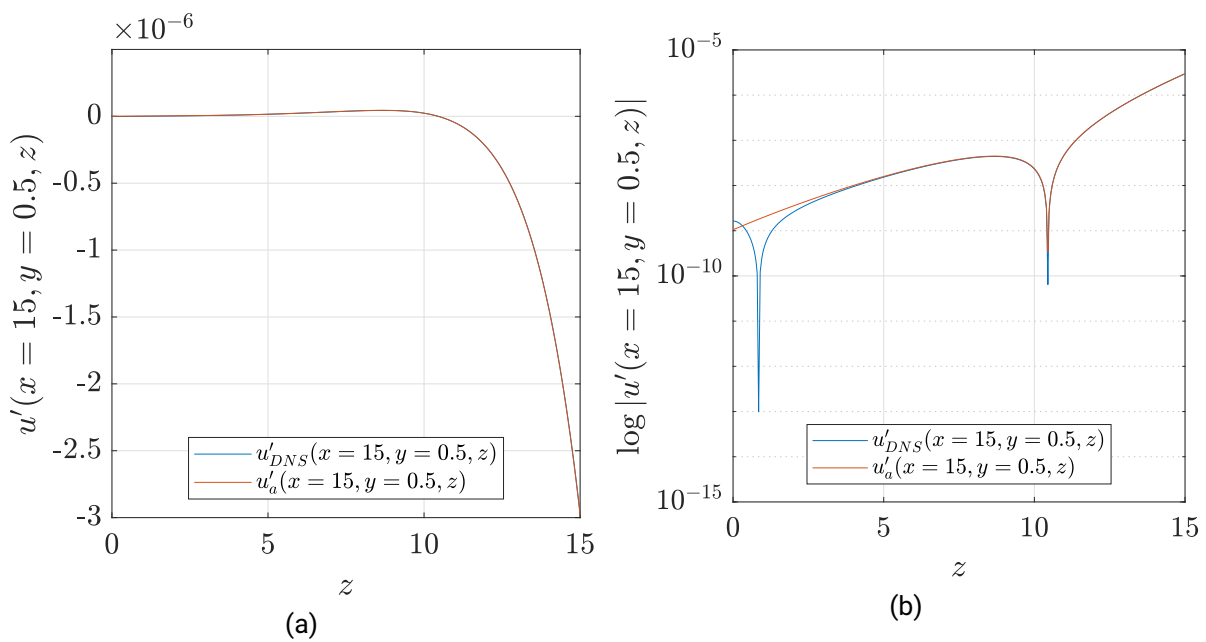 ×10⁻⁶
0
-0.5
-1
-1.5
-2
-2.5
-3
0
5
10
15
z
u′(x = 15, y = 0.5, z)
u′_DNS(x = 15, y = 0.5, z)
u′_a(x = 15, y = 0.5, z)
(a)
10⁻⁵
10⁻¹⁰
10⁻¹⁵
0
5
10
15
z
log |u′(x = 15, y = 0.5, z)|
u′_DNS(x = 15, y = 0.5, z)
u′_a(x = 15, y = 0.5, z)
(b)